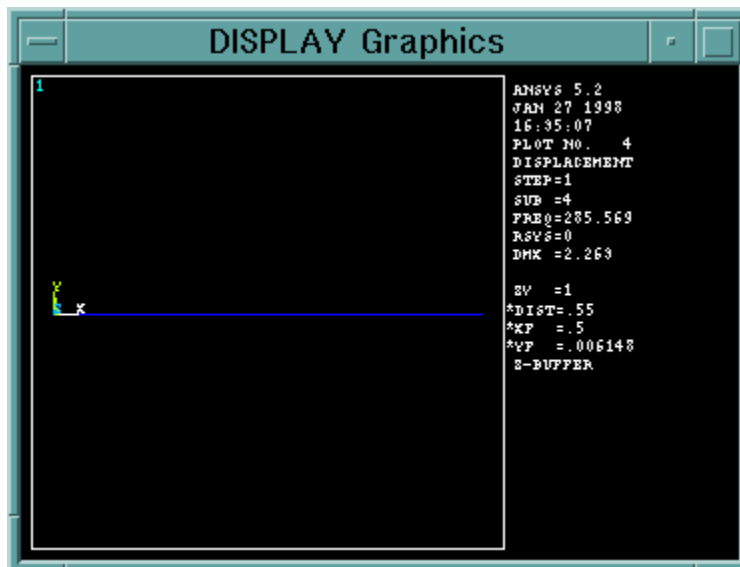 DISPLAY Graphics
1
ANSYS 5.2
JAN 27 1998
16:35:07
PLOT NO. 4
DISPLACEMENT
STEP=1
SUB =4
FREQ=285.569
RSYS=0
DMX =2.269
ZV =1
*DIST=.55
*XF =.5
*YF =.006148
Z-BUFFER
Y
Z X